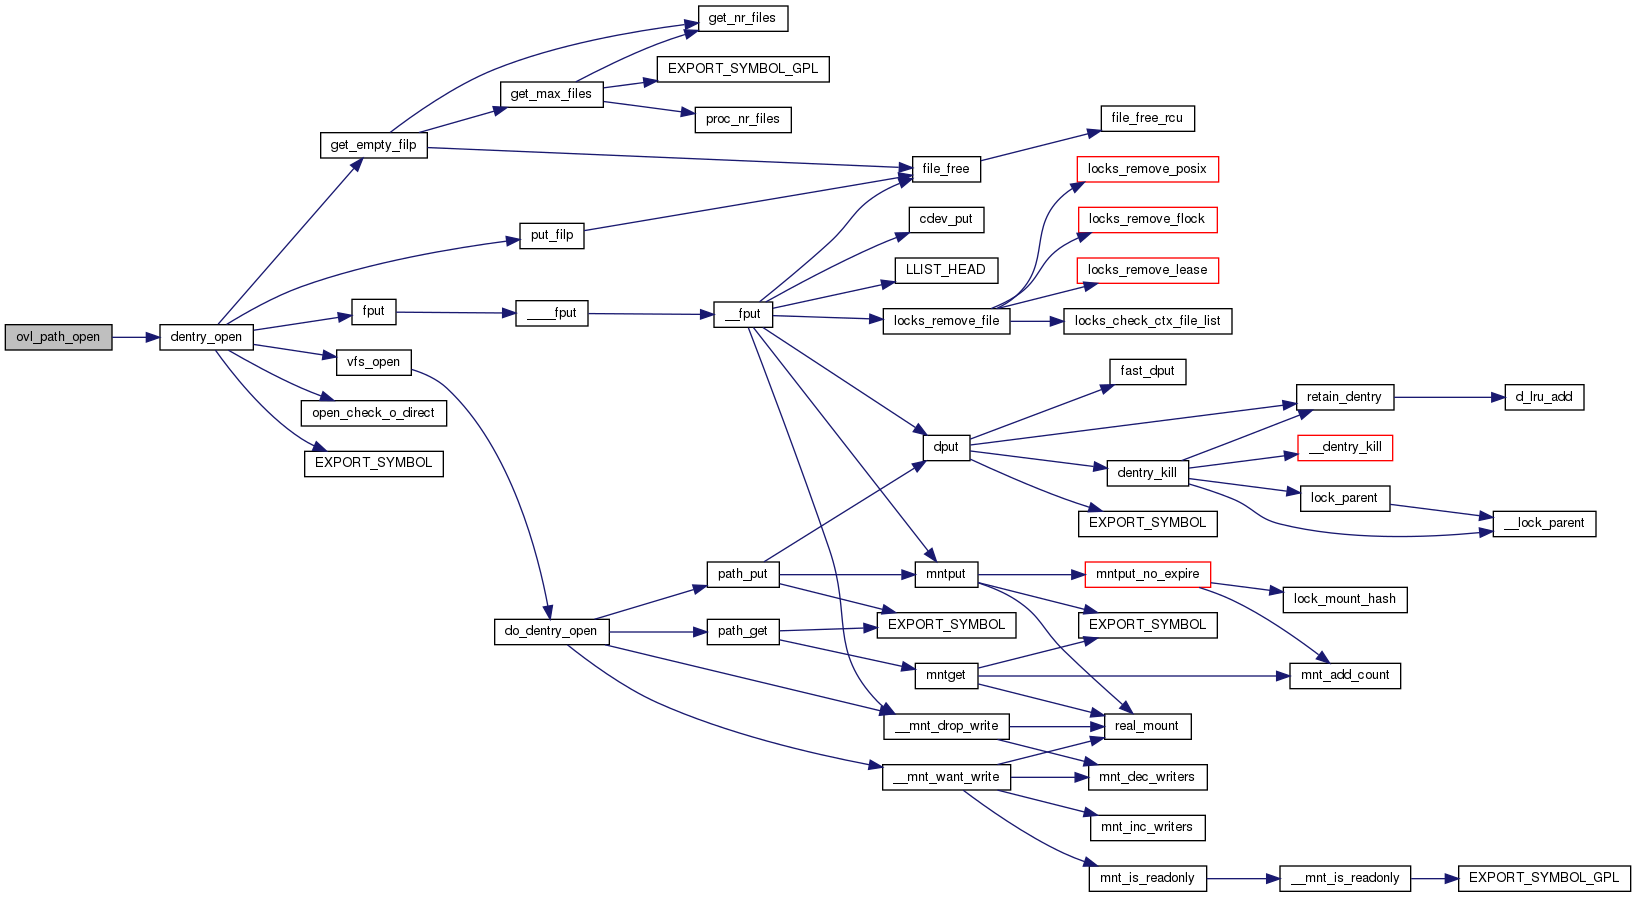 get_nr_files
EXPORT_SYMBOL_GPL
get_max_files
proc_nr_files
file_free_rcu
get_empty_filp
file_free
locks_remove_posix
cdev_put
locks_remove_flock
put_filp
LLIST_HEAD
locks_remove_lease
fput
____fput
__fput
locks_remove_file
locks_check_ctx_file_list
ovl_path_open
dentry_open
vfs_open
fast_dput
open_check_o_direct
retain_dentry
d_lru_add
EXPORT_SYMBOL
dput
__dentry_kill
dentry_kill
lock_parent
EXPORT_SYMBOL
__lock_parent
path_put
mntput
mntput_no_expire
lock_mount_hash
do_dentry_open
path_get
EXPORT_SYMBOL
EXPORT_SYMBOL
mntget
mnt_add_count
__mnt_drop_write
real_mount
__mnt_want_write
mnt_dec_writers
mnt_inc_writers
mnt_is_readonly
__mnt_is_readonly
EXPORT_SYMBOL_GPL